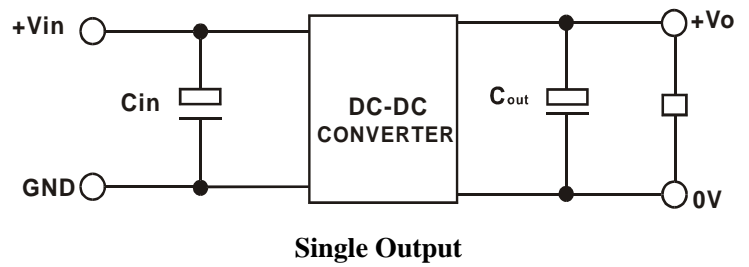 +Vin
+Vo
Cin
DC-DC
CONVERTER
Cout
GND
0V
Single Output